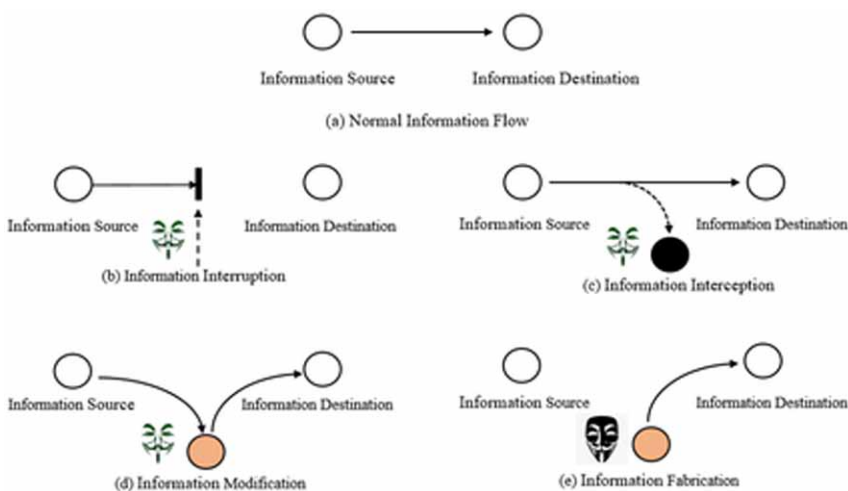 Information Source Information Destination
(a) Normal Information Flow
Information Source Information Destination
(b) Information Interruption
Information Source Information Destination
(c) Information Interception
Information Source Information Destination
(d) Information Modification
Information Source Information Destination
(e) Information Fabrication